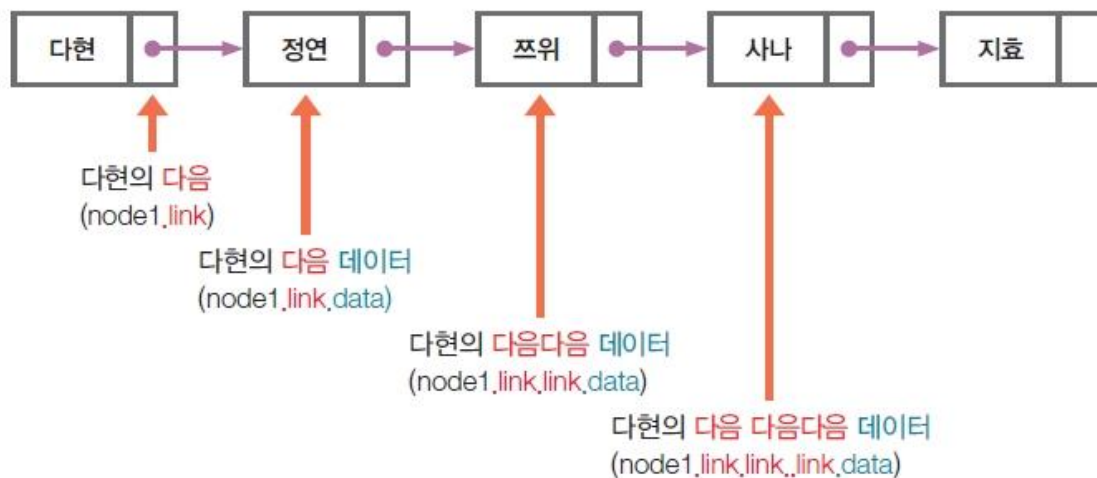 다현 정연 쯔위 사나 지효
다현의 다음
(node1.link)
다현의 다음 데이터
(node1.link.data)
다현의 다음다음 데이터
(node1.link.link.data)
다현의 다음 다음다음 데이터
(node1.link.link..link.data)